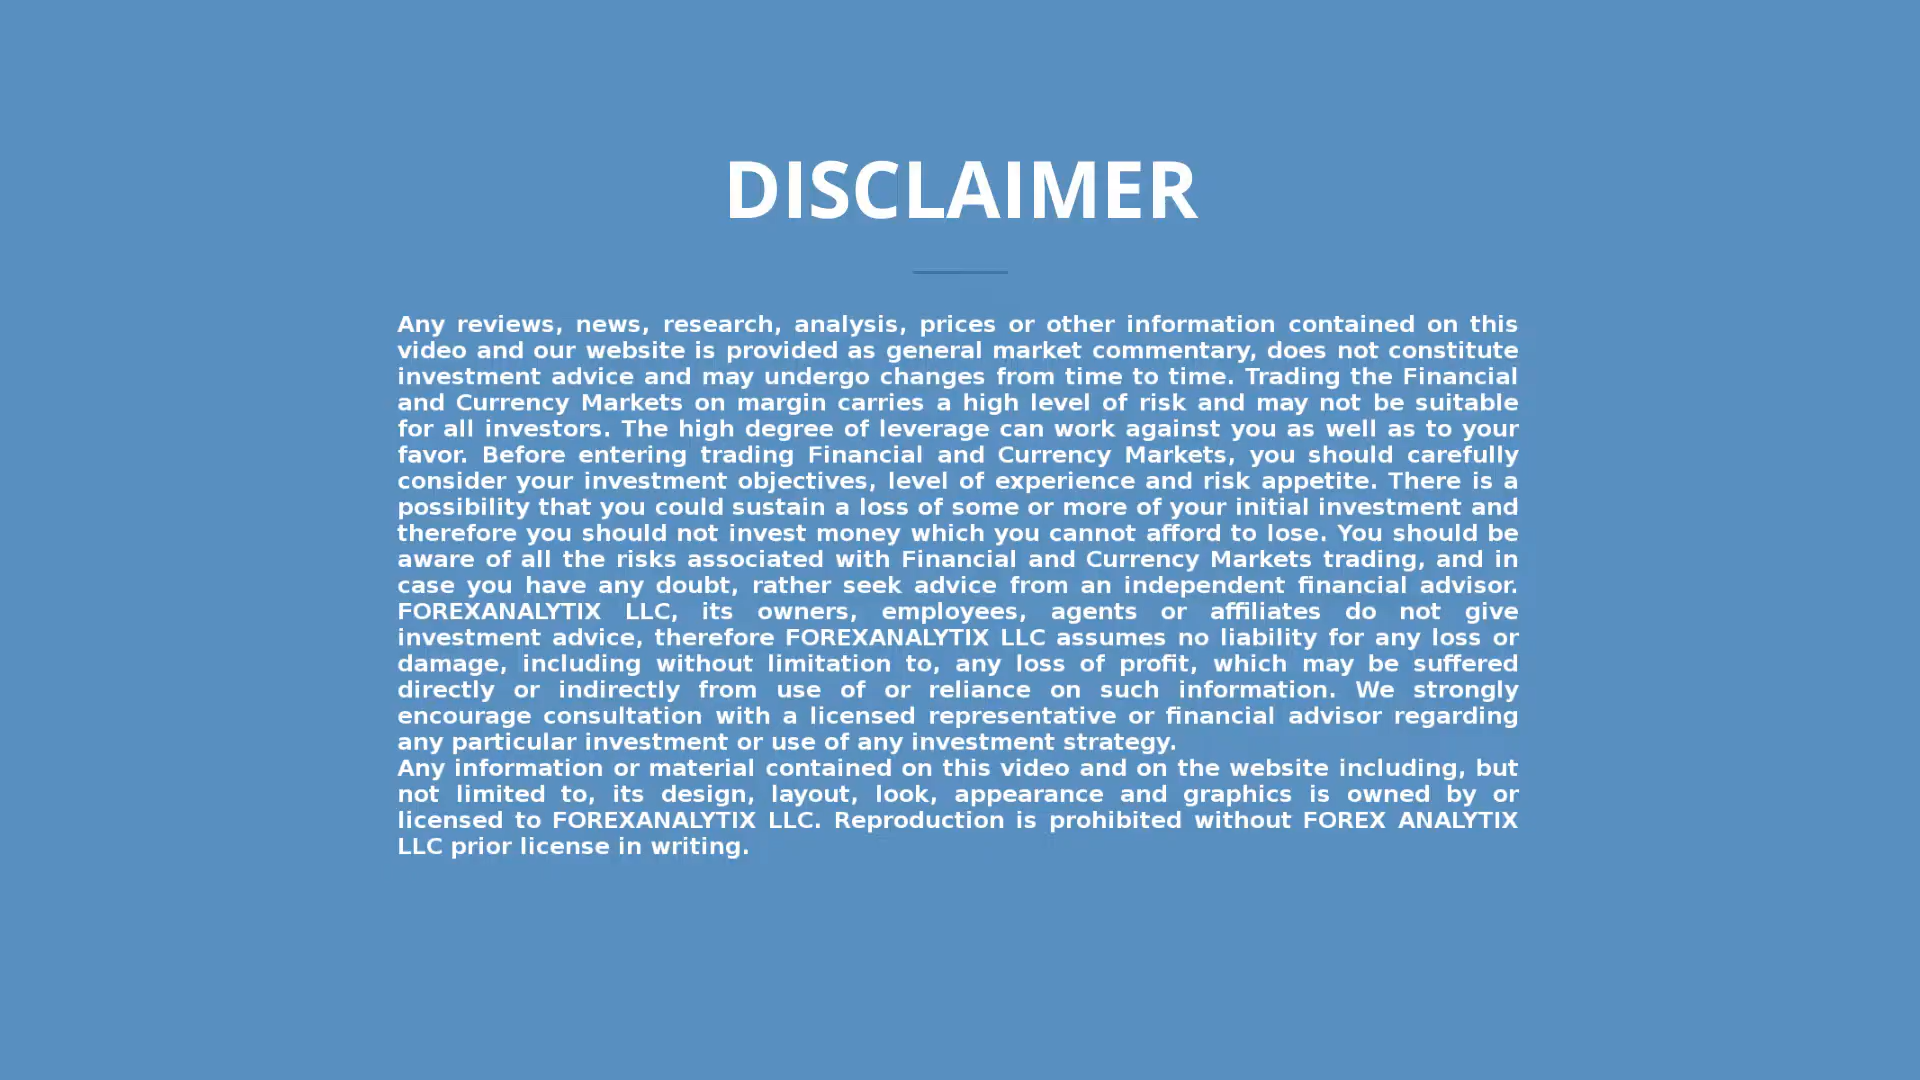 DISCLAIMER
Any reviews, news, research, analysis, prices or other information contained on this
video and our website is provided as general market commentary, does not constitute
investment advice and may undergo changes from time to time. Trading the Financial
and Currency Markets on margin carries a high level of risk and may not be suitable
for all investors. The high degree of leverage can work against you as well as to your
favor. Before entering trading Financial and Currency Markets, you should carefully
consider your investment objectives, level of experience and risk appetite. There is a
possibility that you could sustain a loss of some or more of your initial investment and
therefore you should not invest money which you cannot afford to lose. You should be
aware of all the risks associated with Financial and Currency Markets trading, and in
case you have any doubt, rather seek advice from an independent financial advisor.
FOREXANALYTIX LLC, its owners, employees, agents or affiliates do not give
investment advice, therefore FOREXANALYTIX LLC assumes no liability for any loss or
damage, including without limitation to, any loss of profit, which may be suffered
directly or indirectly from use of or reliance on such information. We strongly
encourage consultation with a licensed representative or financial advisor regarding
any particular investment or use of any investment strategy.
Any information or material contained on this video and on the website including, but
not limited to, its design, layout, look, appearance and graphics is owned by or
licensed to FOREXANALYTIX LLC. Reproduction is prohibited without FOREX ANALYTIX
LLC prior license in writing.